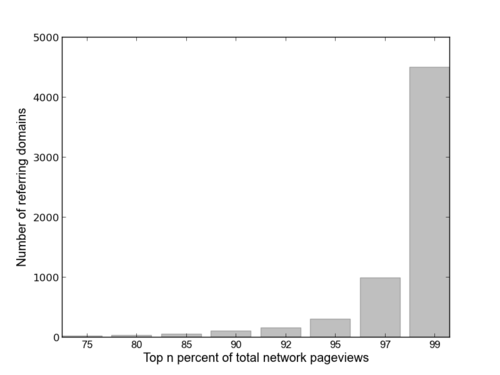 5000
4000
3000
2000
1000
0
Number of referring domains
75 80 85 90 92 95 97 99
Top n percent of total network pageviews